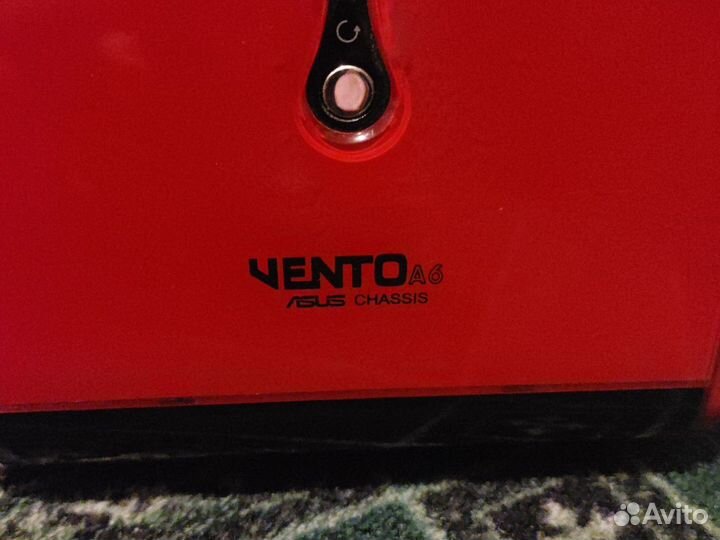 VENTO A6
ASUS CHASSIS
Avito